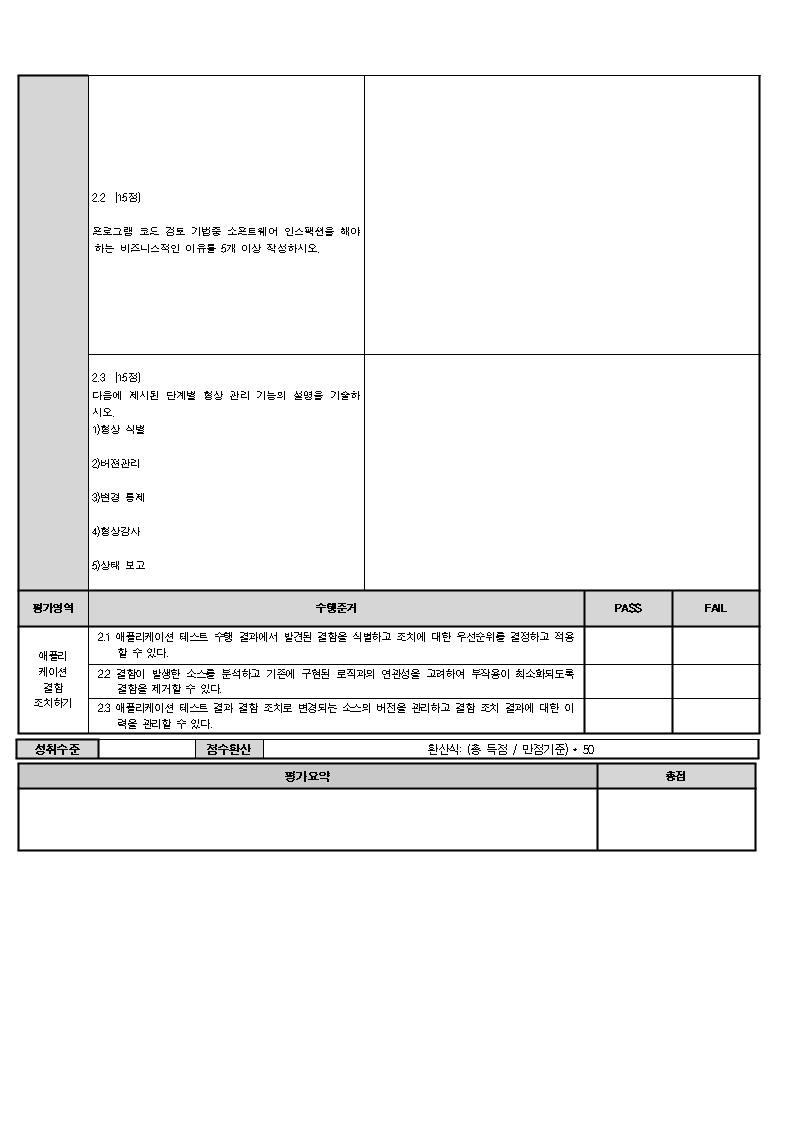 2.2 [15점]
프로그램 코드 검토 기법중 소프트웨어 인스팩션을 해야
하는 비즈니스적인 이유를 5개 이상 작성하시오.
2.3 [15점]
다음에 제시된 단계별 형상 관리 기능의 설명을 기술하
시오.
1)형상 식별
2)버전관리
3)변경 통제
4)형상감사
5)상태 보고
평가영역 수행준거 PASS FAIL
애플리
케이션
결함
조치하기
2.1 애플리케이션 테스트 수행 결과에서 발견된 결함을 식별하고 조치에 대한 우선순위를 결정하고 적용
할 수 있다.
2.2 결함이 발생한 소스를 분석하고 기존에 구현된 로직과의 연관성을 고려하여 부작용이 최소화되도록
결함을 제거할 수 있다.
2.3 애플리케이션 테스트 결과 결함 조치로 변경되는 소스의 버전을 관리하고 결함 조치 결과에 대한 이
력을 관리할 수 있다.
성취수준 점수환산 환산식: (총 득점 / 만점기준) * 50
평가요약 총점